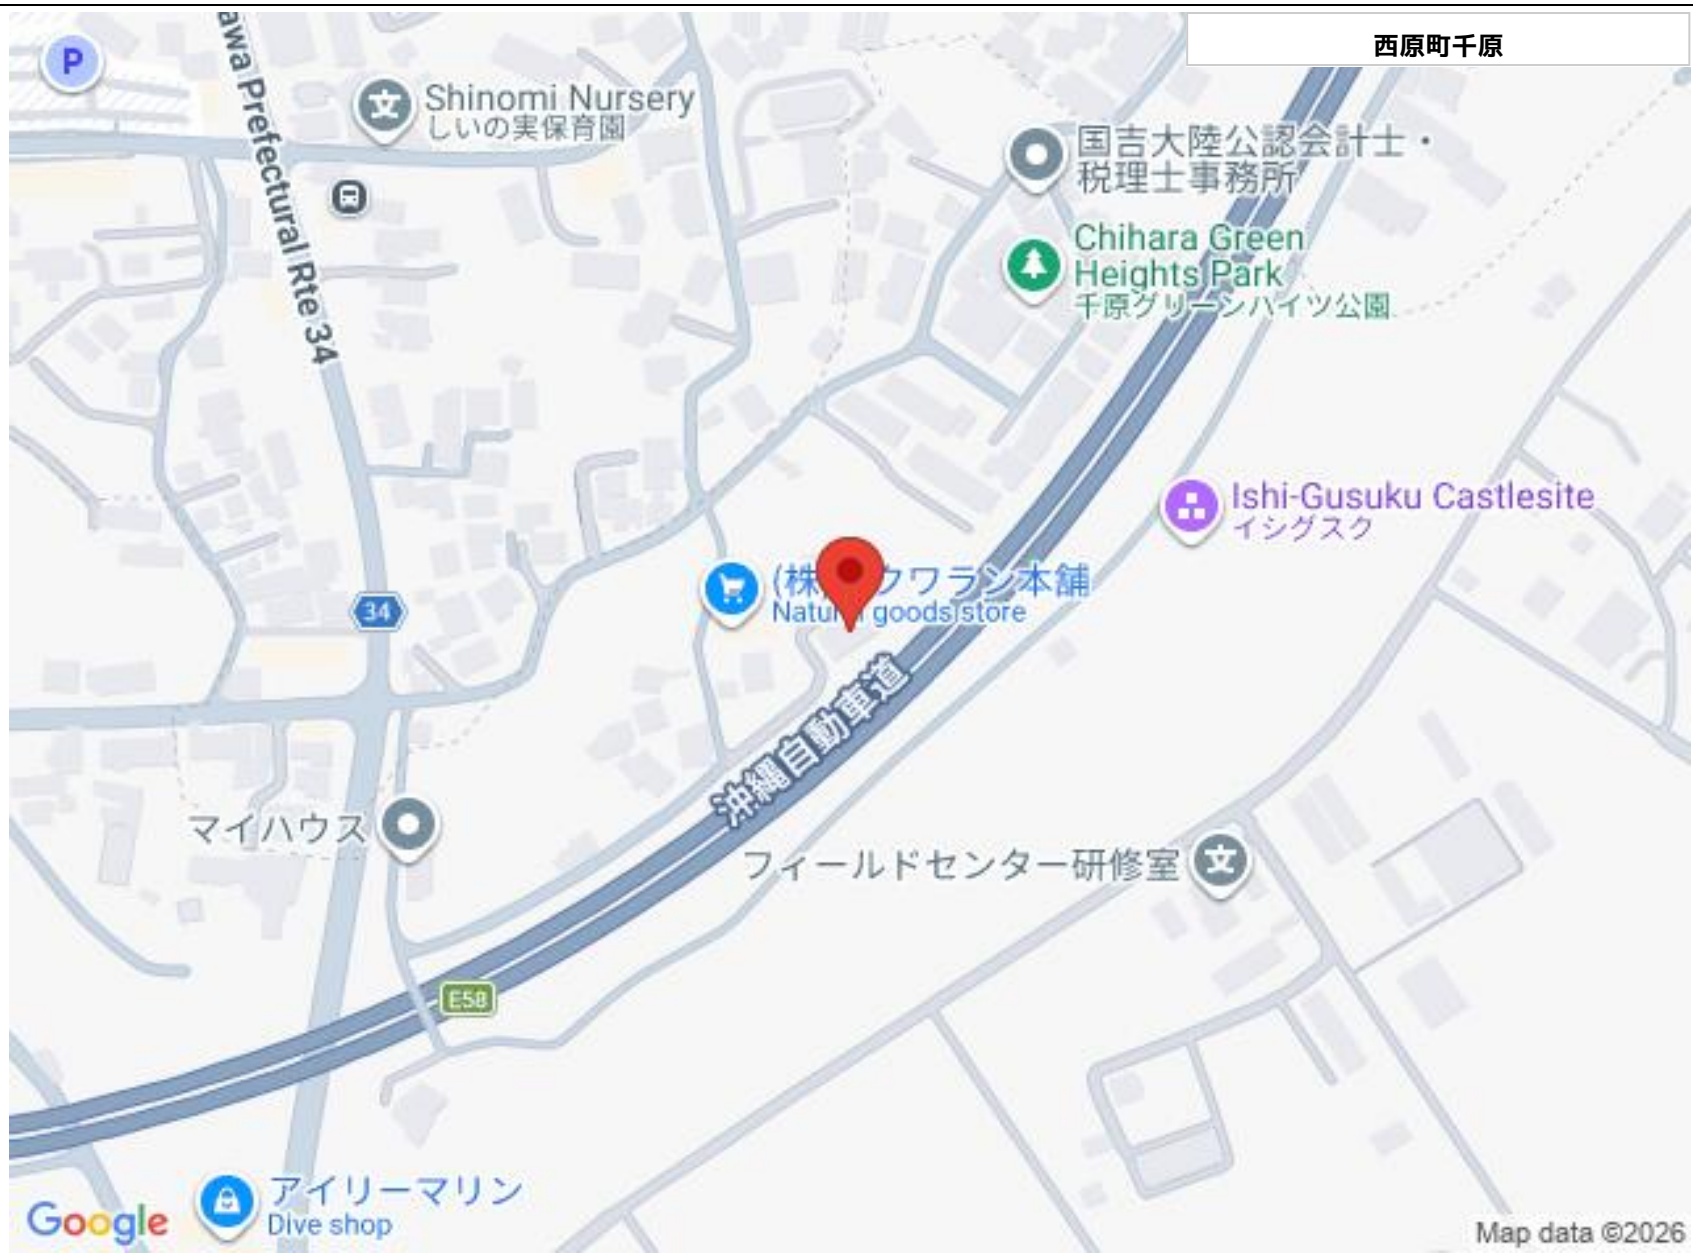 西原町千原
P
awa Prefectural Rte 34
Shinomi Nursery
しいの実保育園
国吉大陸公認会計士・
税理士事務所
Chihara Green
Heights Park
千原グリーンハイツ公園
Ishi-Gusuku Castlesite
イシグスク
(株)クワラン本舗
Natural goods store
34
沖縄自動車道
マイハウス
フィールドセンター研修室
E58
アイリーマリン
Dive shop
Google
Map data ©2026